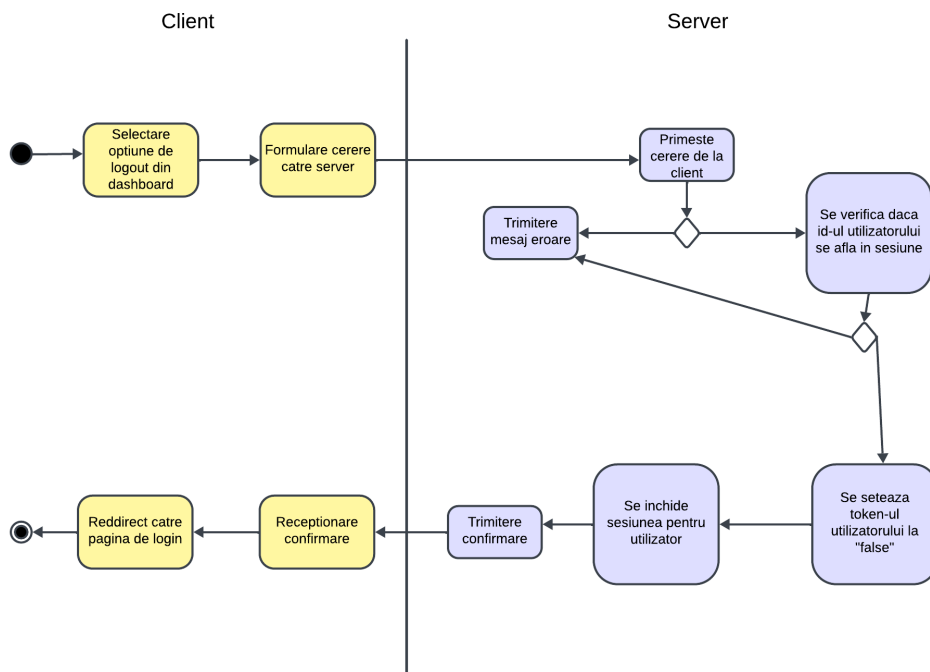 Client
Server
Selectare
optiune de
logout din
dashboard
Formulare cerere
catre server
Primeste
cerere de la
client
Trimitere
mesaj eroare
Se verifica daca
id-ul utilizatorului
se afla in sesiune
Reddirect catre
pagina de login
Receptionare
confirmare
Trimitere
confirmare
Se inchide
sesiunea pentru
utilizator
Se seteaza
token-ul
utilizatorului la
"false"